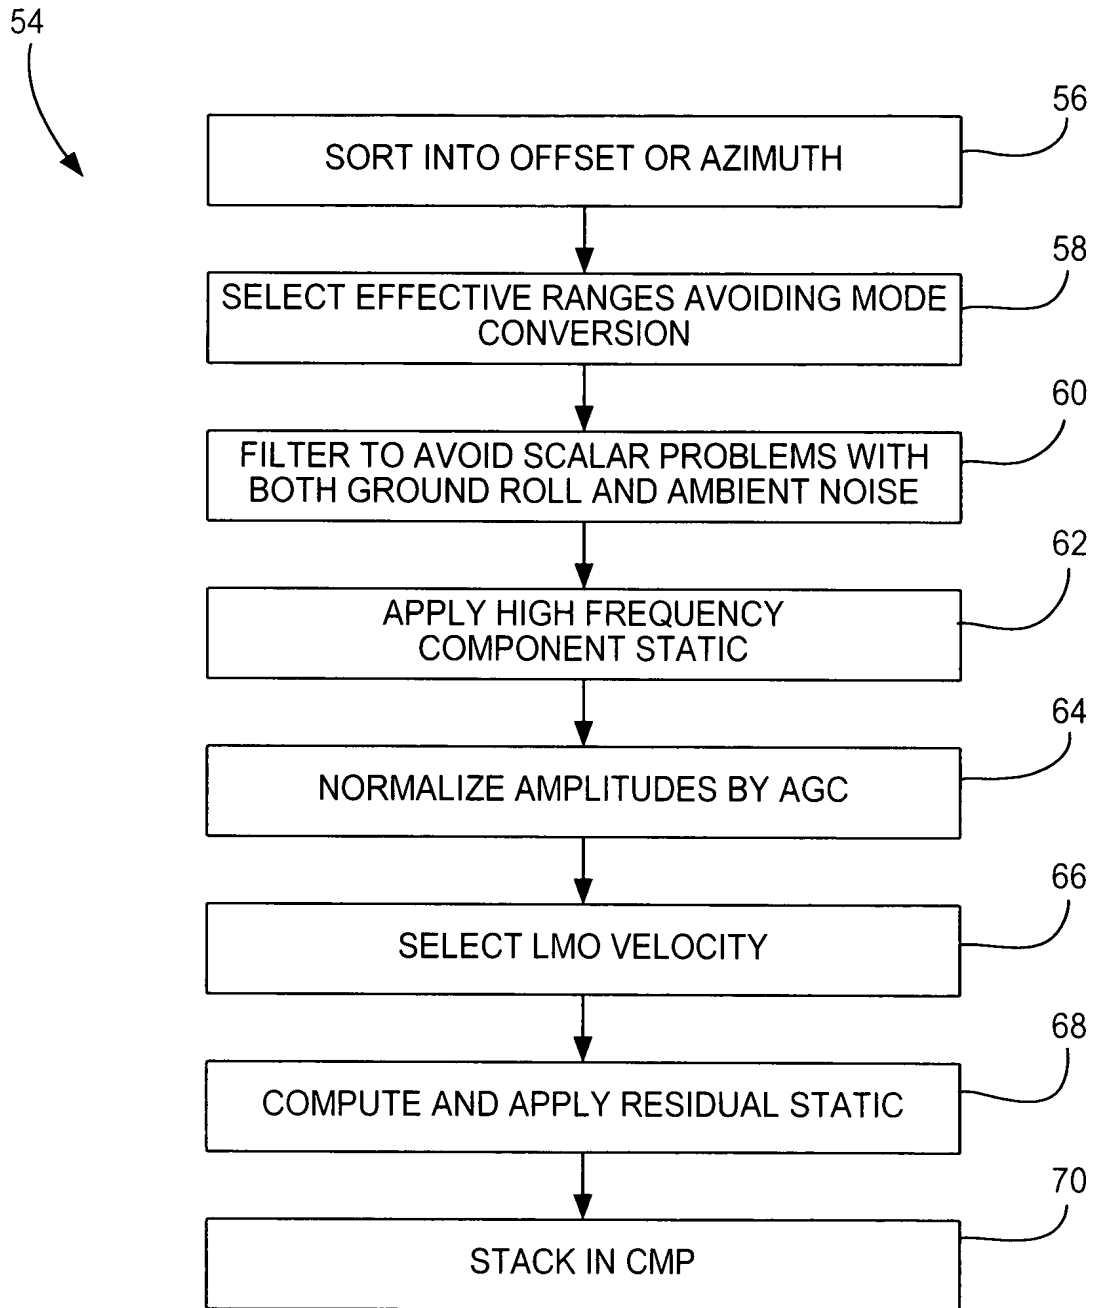 54
56
SORT INTO OFFSET OR AZIMUTH
58
SELECT EFFECTIVE RANGES AVOIDING MODE
CONVERSION
60
FILTER TO AVOID SCALAR PROBLEMS WITH
BOTH GROUND ROLL AND AMBIENT NOISE
62
APPLY HIGH FREQUENCY
COMPONENT STATIC
64
NORMALIZE AMPLITUDES BY AGC
66
SELECT LMO VELOCITY
68
COMPUTE AND APPLY RESIDUAL STATIC
70
STACK IN CMP